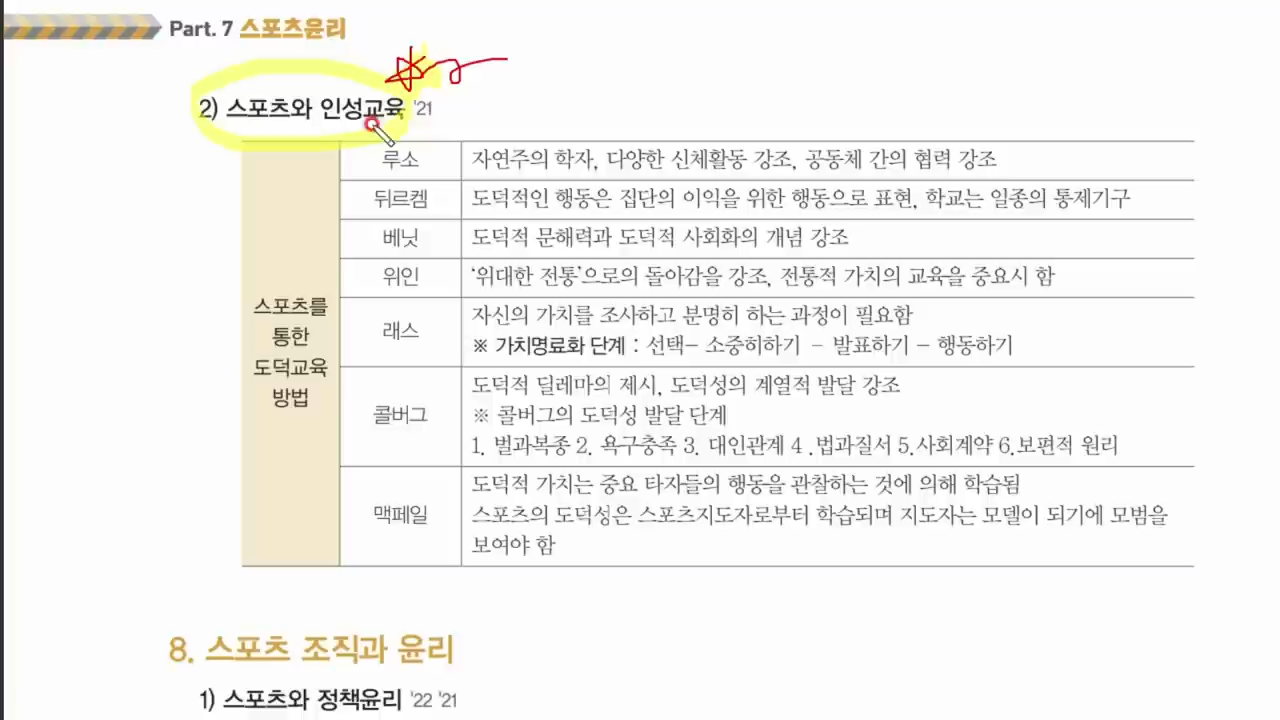 Part. 7 스포츠윤리
2) 스포츠와 인성교육 '21
스포츠를
통한
도덕교육
방법
루소
자연주의 학자, 다양한 신체활동 강조, 공동체 간의 협력 강조
뒤르켐
도덕적인 행동은 집단의 이익을 위한 행동으로 표현, 학교는 일종의 통제기구
베닛
도덕적 문해력과 도덕적 사회화의 개념 강조
위인
‘위대한 전통’으로의 돌아감을 강조, 전통적 가치의 교육을 중요시 함
래스
자신의 가치를 조사하고 분명히 하는 과정이 필요함
※ 가치명료화 단계 : 선택– 소중히하기 – 발표하기 – 행동하기
콜버그
도덕적 딜레마의 제시, 도덕성의 계열적 발달 강조
※ 콜버그의 도덕성 발달 단계
1. 벌과복종 2. 욕구충족 3. 대인관계 4 .법과질서 5.사회계약 6.보편적 원리
맥페일
도덕적 가치는 중요 타자들의 행동을 관찰하는 것에 의해 학습됨
스포츠의 도덕성은 스포츠지도자로부터 학습되며 지도자는 모델이 되기에 모범을
보여야 함
8. 스포츠 조직과 윤리
1) 스포츠와 정책윤리 '22 '21